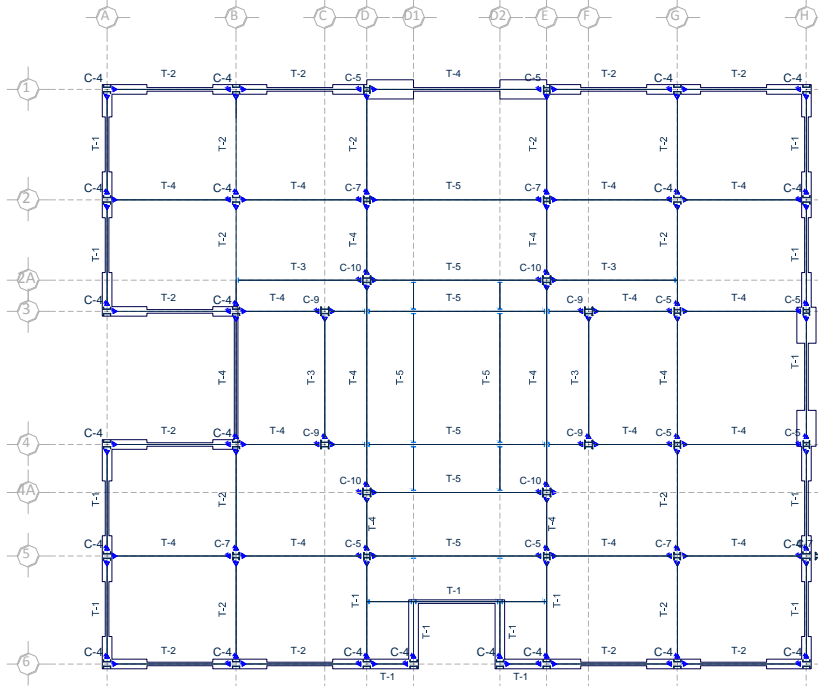 A B C D D1 D2 E F G H
T-2 T-2 T-4 T-2 T-2
1 C-4 C-4 C-5 C-5 C-4 C-4
T-1 T-2 T-2 T-2 T-2 T-1
T-4 T-4 T-5 T-4 T-4
2 C-4 C-4 C-7 C-7 C-4 C-4
T-1 T-2 T-4 T-4 T-2 T-1
T-3 C-10 T-5 C-10 T-3
2A
T-2 T-4 T-5 T-4 T-4
3 C-4 C-4 C-9 C-9 C-5 C-5
T-4 T-3 T-4 T-5 T-5 T-4 T-3 T-4 T-1
T-2 T-4 T-5 T-4 T-4
4 C-4 C-4 C-9 C-9 C-5 C-5
C-10 T-5 C-10
4A
T-1 T-2 T-4 T-4 T-2 T-1
T-4 T-4 T-5 T-4 T-4
5 C-4 C-7 C-5 C-5 C-7 C-4
T-1 T-2 T-1 T-1 T-1 T-2 T-1
T-1 T-1
6 C-4 T-2 C-4 T-2 C-4 C-4 C-4 C-4 T-2 C-4 T-2 C-4
T-1 T-1